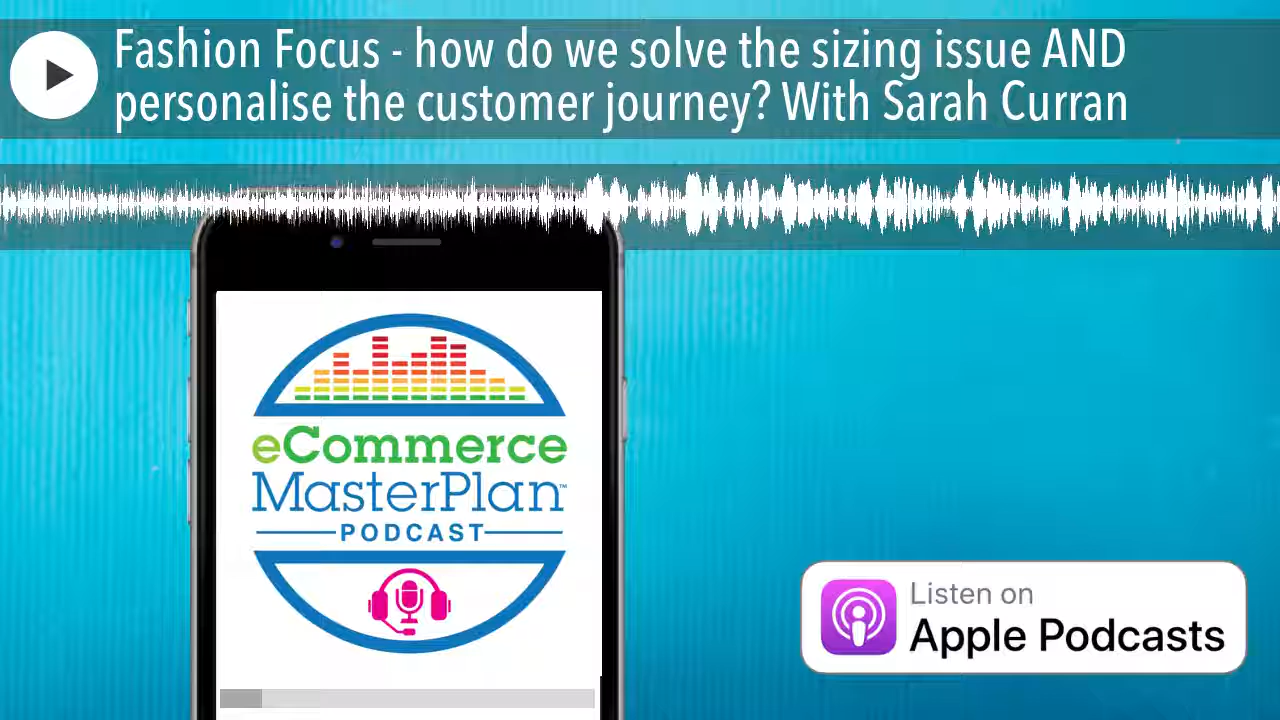 Fashion Focus - how do we solve the sizing issue AND
personalise the customer journey? With Sarah Curran
eCommerce
MasterPlan™
PODCAST
Listen on
Apple Podcasts